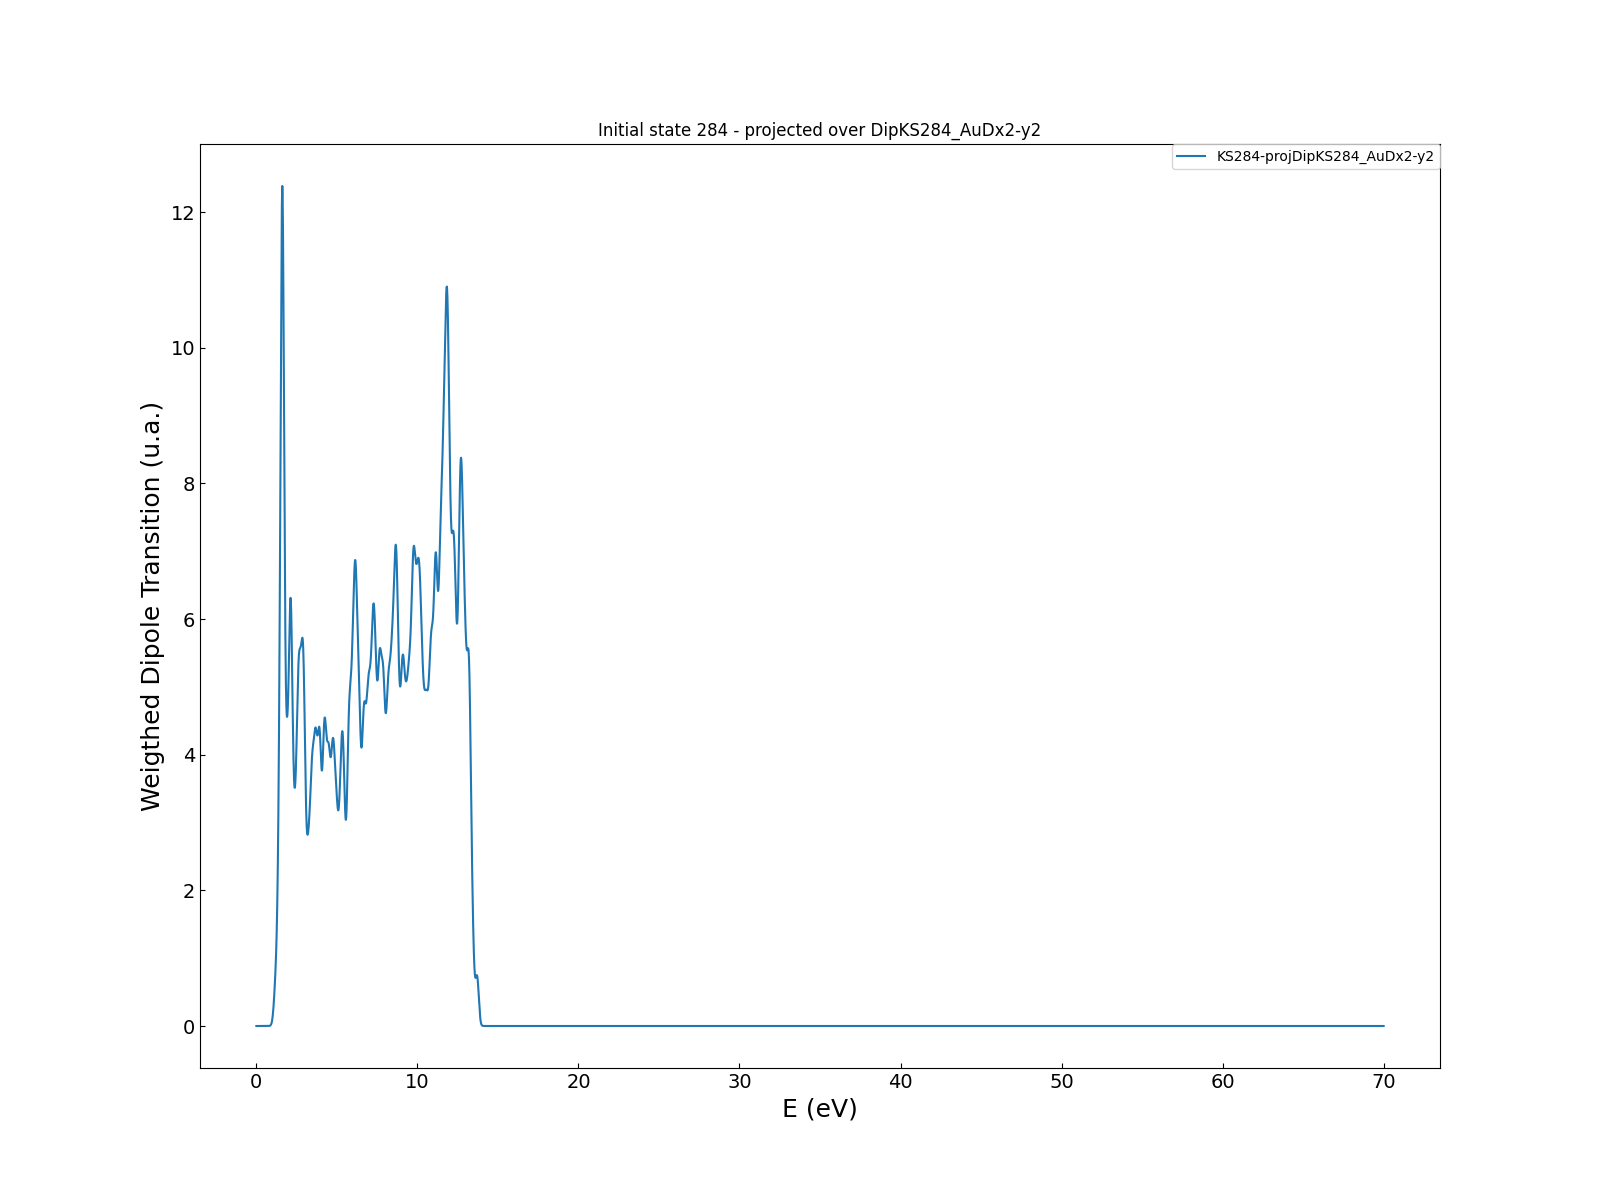 Initial state 284 - projected over DipKS284_AuDx2-y2
KS284-projDipKS284_AuDx2-y2
12
10
8
6
4
2
0
Weigthed Dipole Transition (u.a.)
0 10 20 30 40 50 60 70
E (eV)